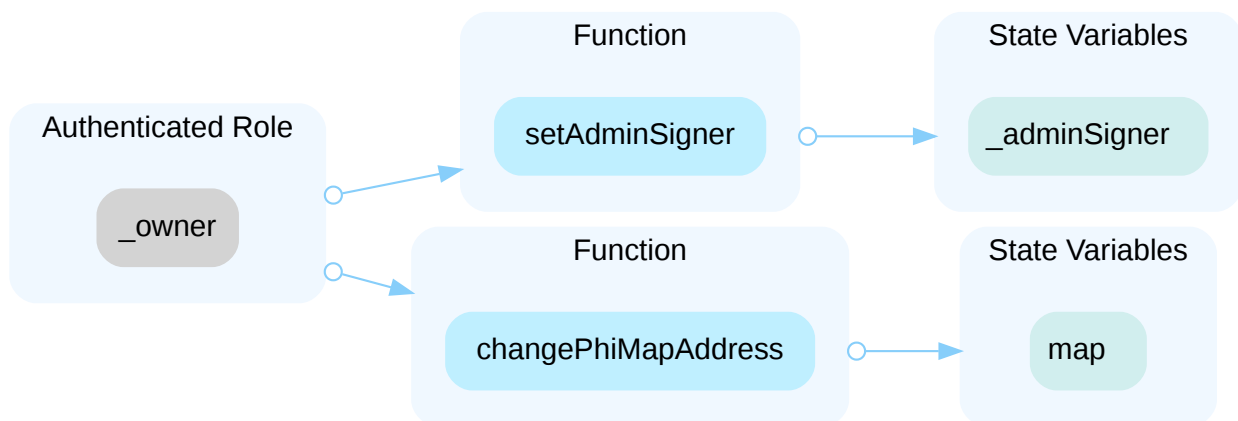 Authenticated Role
_owner
Function
setAdminSigner
State Variables
_adminSigner
Function
changePhiMapAddress
State Variables
map